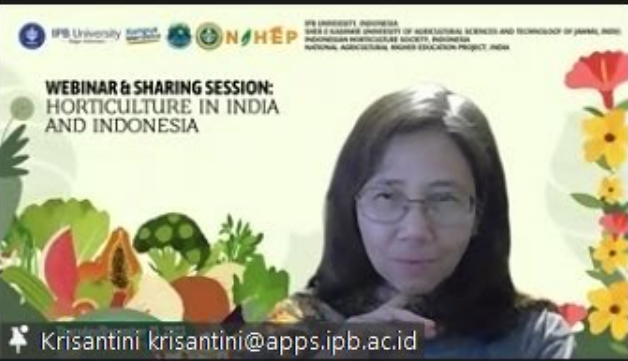 IPB University
NAHEP
IPB UNIVERSITY, INDONESIA
SHER E KASHMIR UNIVERSITY OF AGRICULTURAL SCIENCES AND TECHNOLOGY OF JAMMU, INDIA
INDONESIAN HORTICULTURE SOCIETY, INDONESIA
NATIONAL AGRICULTURAL HIGHER EDUCATION PROJECT, INDIA
WEBINAR & SHARING SESSION:
HORTICULTURE IN INDIA
AND INDONESIA
Krisantini krisantini@apps.ipb.ac.id